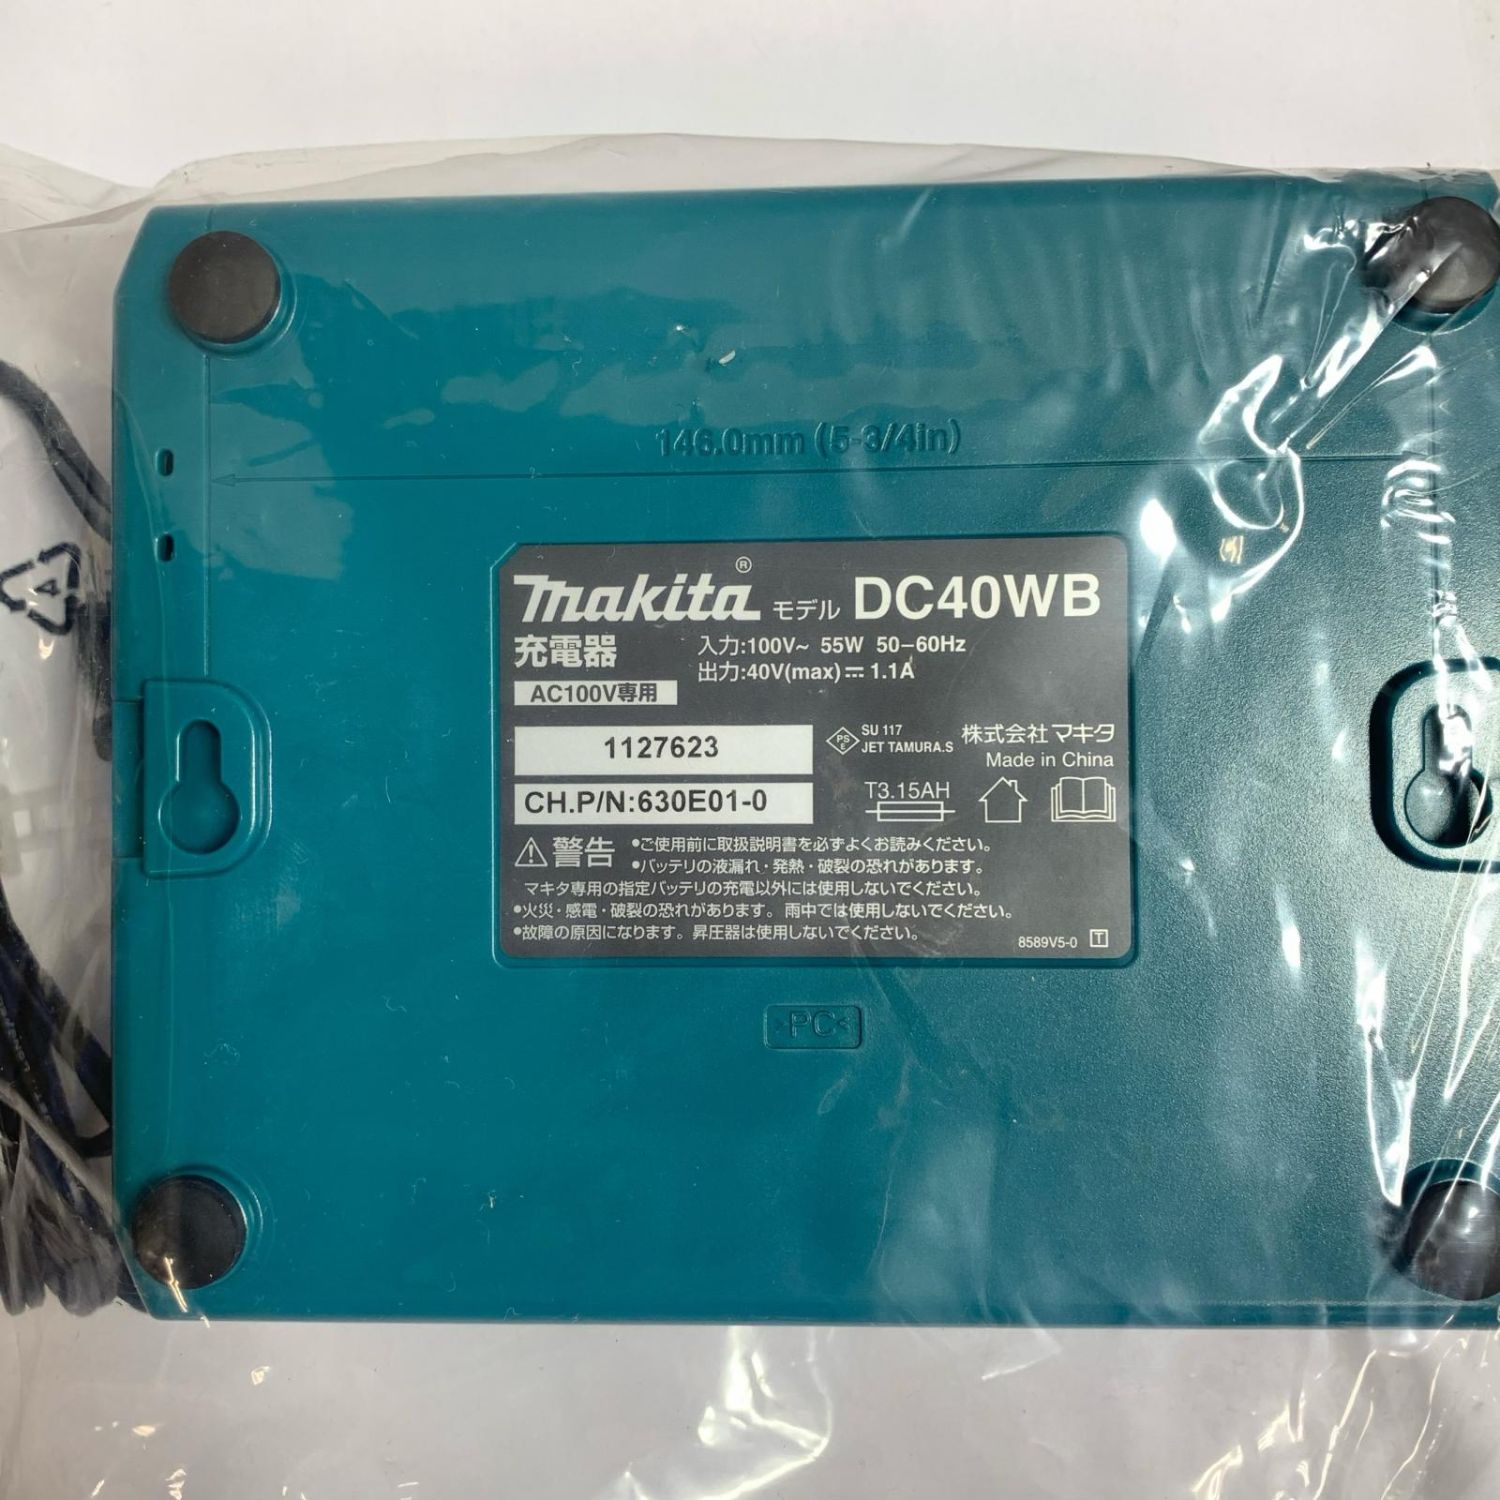 146.0mm (5-3/4in)
makita® モデル DC40WB
充電器
入力:100V~ 55W 50-60Hz
出力:40V(max)⎓1.1A
AC100V専用
1127623
PS E
SU 117
JET TAMURA.S
株式会社マキタ
Made in China
CH.P/N:630E01-0
T3.15AH
⚠警告 •ご使用前に取扱説明書を必ずよくお読みください。
•バッテリの液漏れ・発熱・破裂の恐れがあります。
マキタ専用の指定バッテリの充電以外には使用しないでください。
•火災・感電・破裂の恐れがあります。雨中では使用しないでください。
•故障の原因になります。昇圧器は使用しないでください。
8589V5-0 T
>PC<